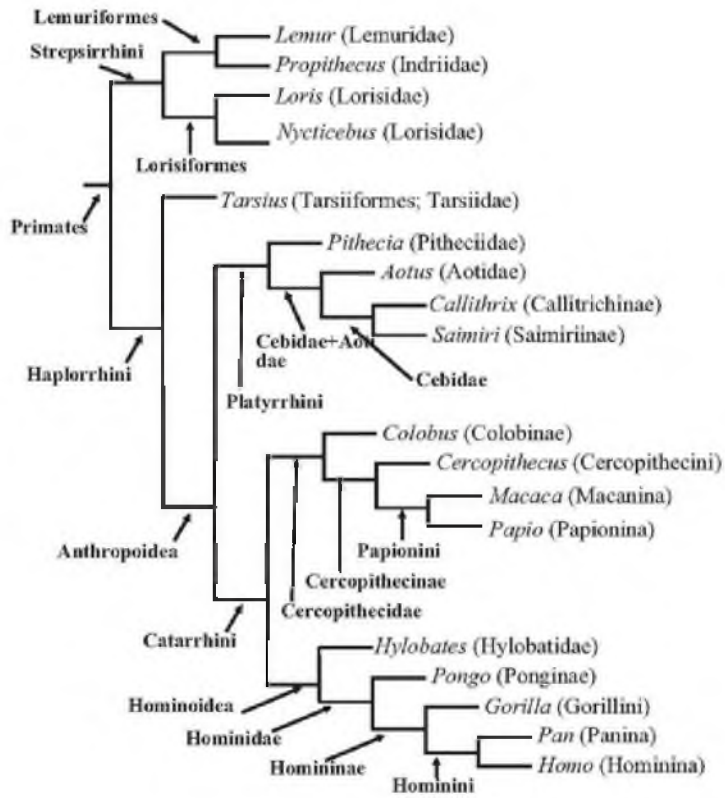 Lemuriformes
Lemur (Lemuridae)
Strepsirrhini
Propithecus (Indriidae)
Loris (Lorisidae)
Nycticebus (Lorisidae)
Lorisiformes
Tarsius (Tarsiiformes; Tarsiidae)
Primates
Pithecia (Pitheciidae)
Aotus (Aotidae)
Callithrix (Callitrichinae)
Saimiri (Saimiriinae)
Cebidae+Aoti
dae
Haplorrhini
Cebidae
Platyrrhini
Colobus (Colobinae)
Cercopithecus (Cercopithecini)
Macaca (Macanina)
Papio (Papionina)
Anthropoidea
Papionini
Cercopithecinae
Cercopithecidae
Catarrhini
Hylobates (Hylobatidae)
Pongo (Ponginae)
Hominoidea
Gorilla (Gorillini)
Hominidae
Pan (Panina)
Homininae
Homo (Hominina)
Hominini